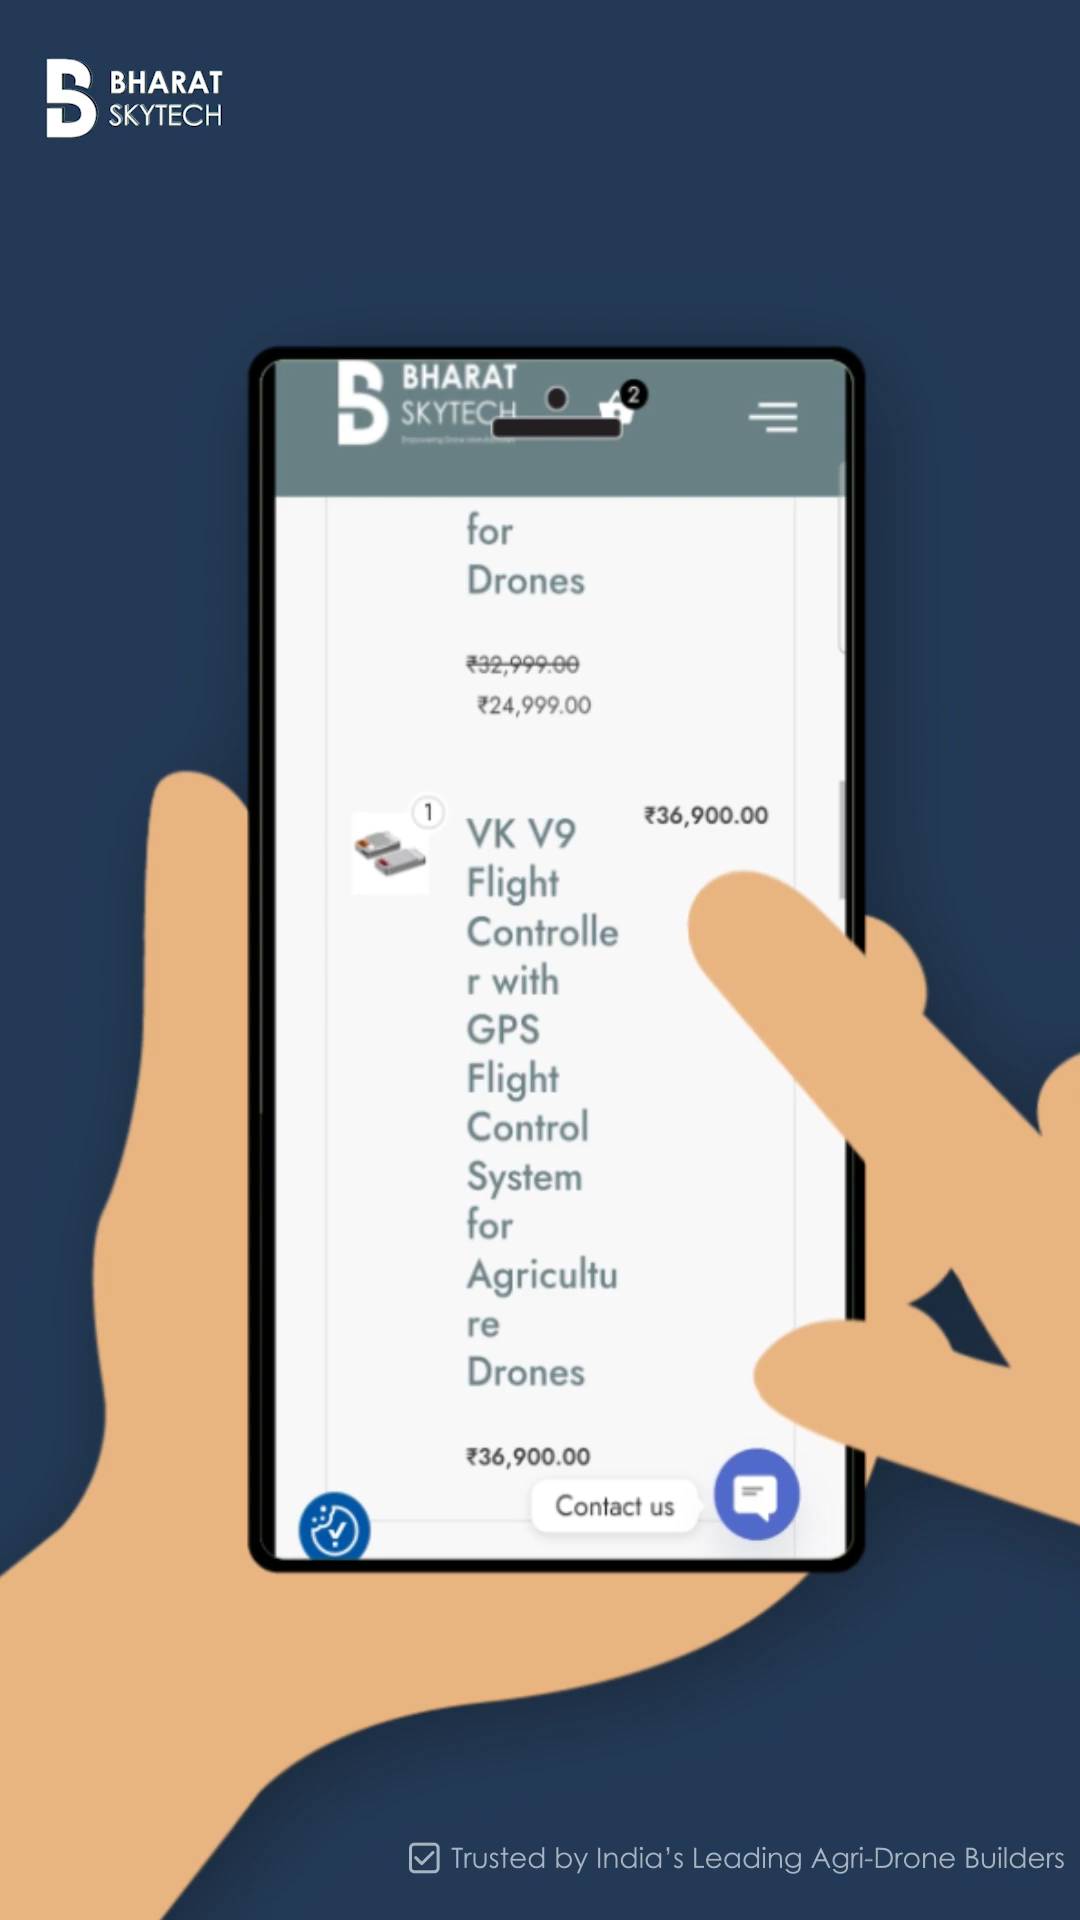 BHARAT
SKYTECH
BHARAT
SKYTECH
2
for
Drones
₹32,999.00
₹24,999.00
1
VK V9
₹36,900.00
Flight
Controlle
r with
GPS
Flight
Control
System
for
Agricultu
re
Drones
₹36,900.00
Contact us
Trusted by India's Leading Agri-Drone Builders